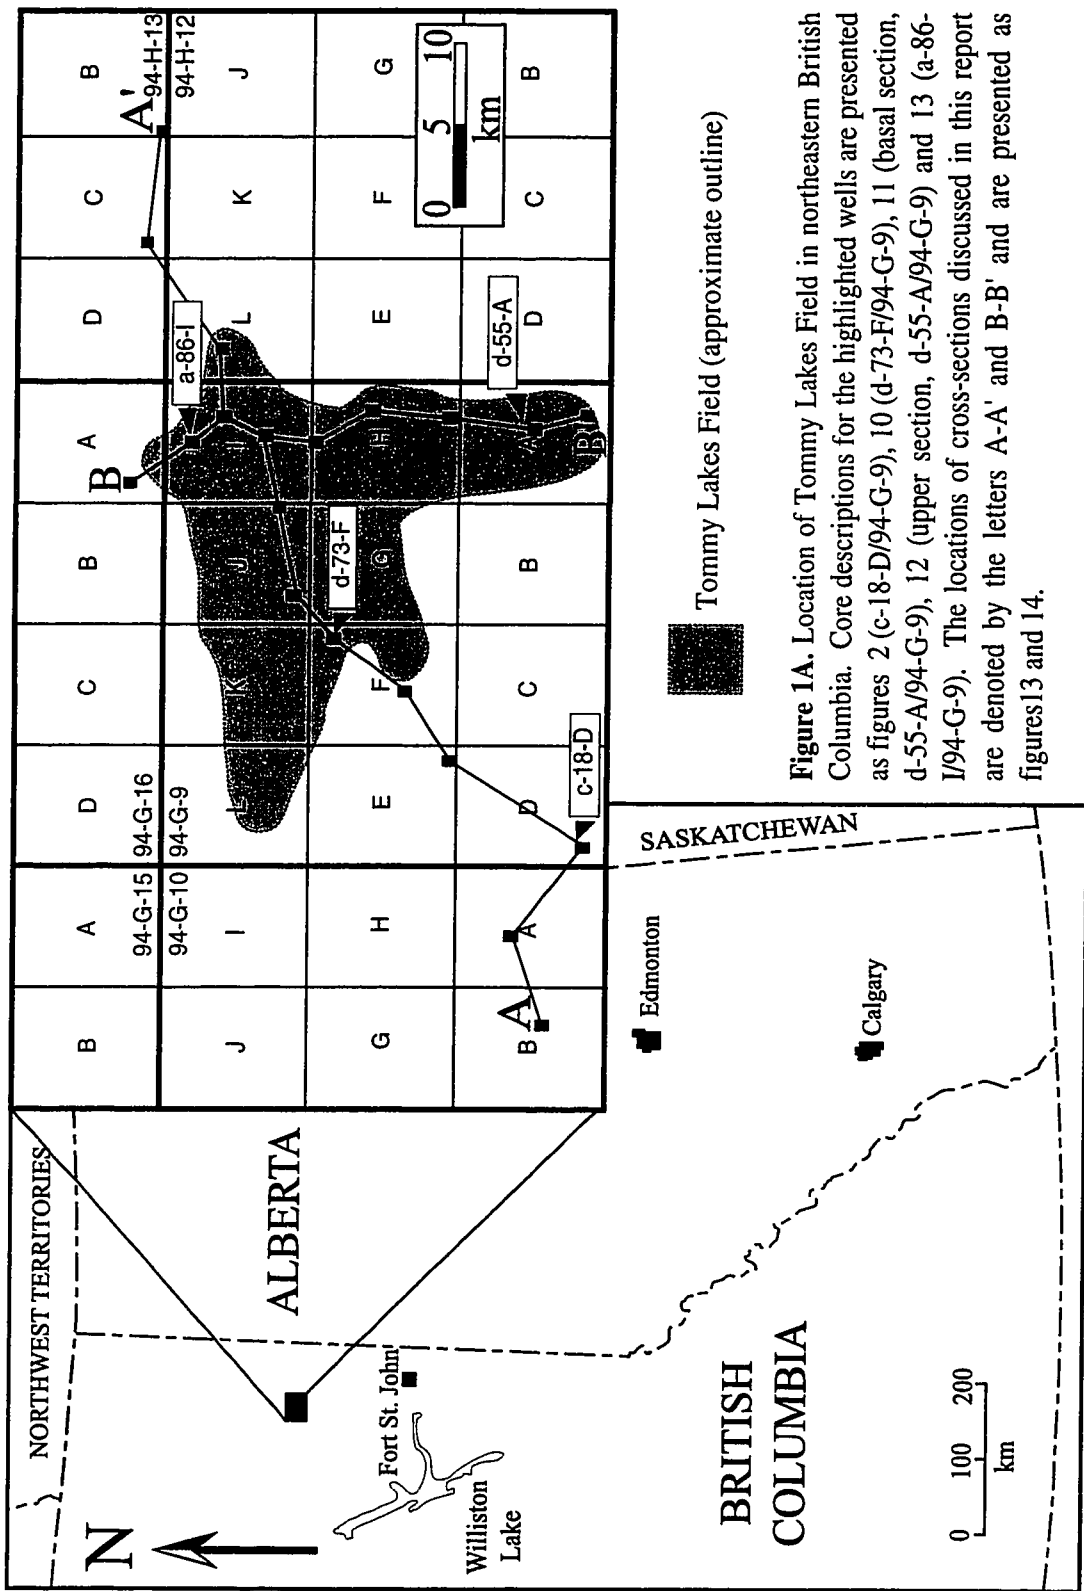 N
NORTHWEST TERRITORIES
ALBERTA
Fort St. John
Williston
Lake
BRITISH
COLUMBIA
0 100 200
km
Edmonton
Calgary
SASKATCHEWAN
B A D C B A D C B
94-G-15 94-G-16 94-H-13
94-G-10 94-G-9 94-H-12
A'
B
a-86-I
J I L K J I L K J
d-73-F
G H E F G H E F G
0 5 10
km
d-55-A
A
B A D C B A D C B
B'
c-18-D
Tommy Lakes Field (approximate outline)
Figure 1A. Location of Tommy Lakes Field in northeastern British
Columbia. Core descriptions for the highlighted wells are presented
as figures 2 (c-18-D/94-G-9), 10 (d-73-F/94-G-9), 11 (basal section,
d-55-A/94-G-9), 12 (upper section, d-55-A/94-G-9) and 13 (a-86-
I/94-G-9). The locations of cross-sections discussed in this report
are denoted by the letters A-A' and B-B' and are presented as
figures13 and 14.